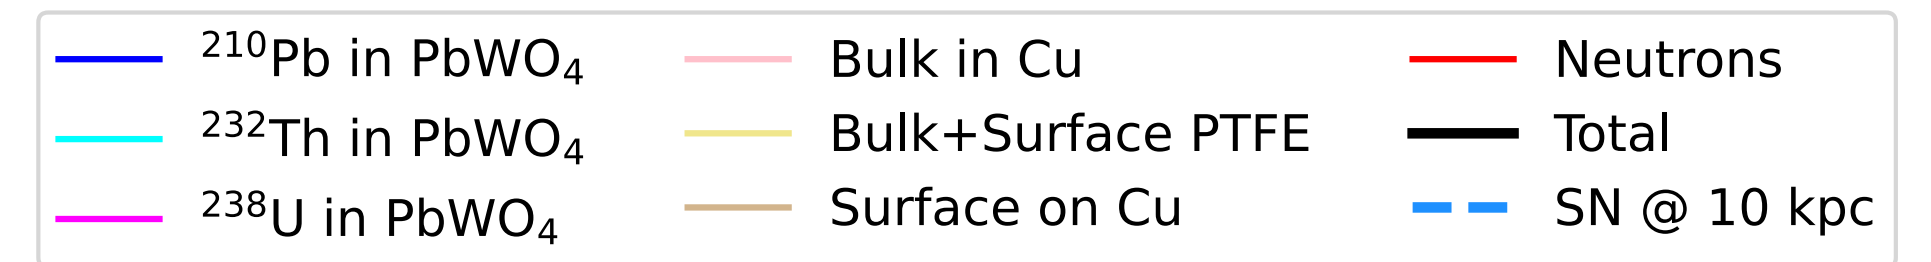 ²¹⁰Pb in PbWO₄
²³²Th in PbWO₄
²³⁸U in PbWO₄
Bulk in Cu
Bulk+Surface PTFE
Surface on Cu
Neutrons
Total
SN @ 10 kpc